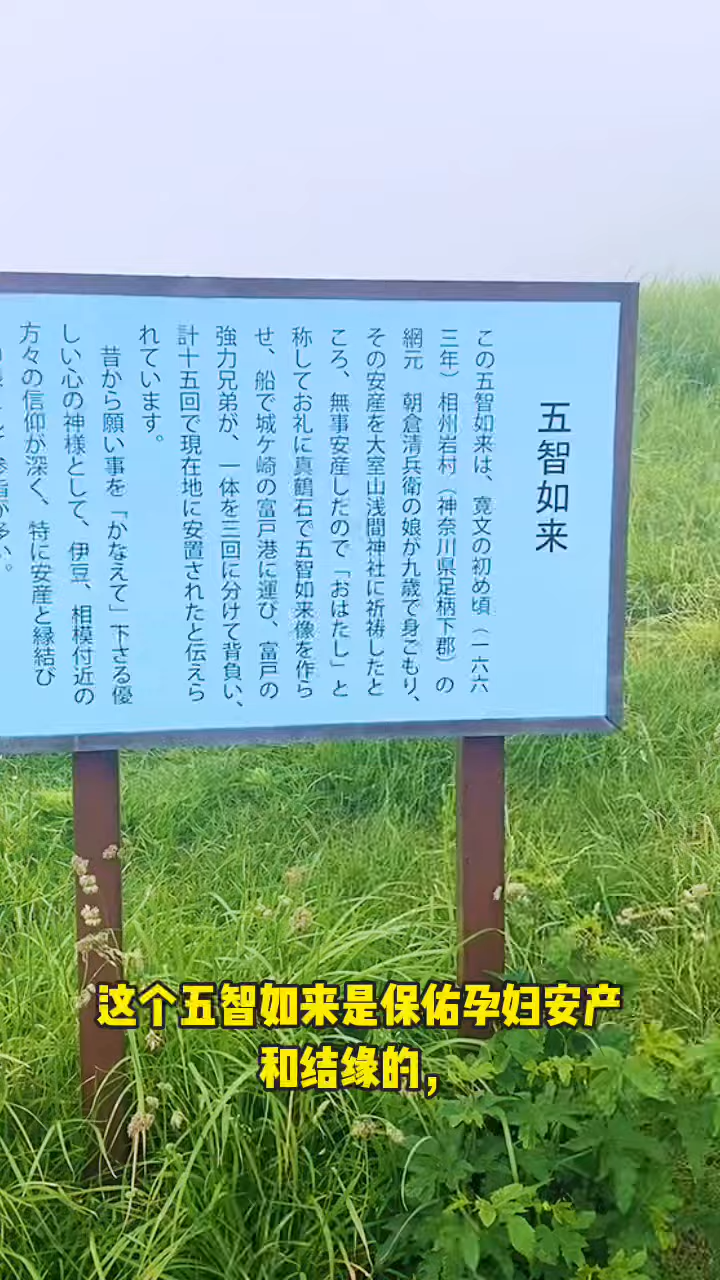 五智如来
この五智如来は、寛文の初め頃（一六六
三年）相州岩村（神奈川県足柄下郡）の
網元　朝倉清兵衛の娘が九歳で身ごもり、
その安産を大室山浅間神社に祈祷したと
ころ、無事安産したので「おはたし」と
称してお礼に真鶴石で五智如来像を作ら
せ、船で城ケ崎の富戸港に運び、富戸の
強力兄弟が、一体を三回に分けて背負い、
計十五回で現在地に安置されたと伝えら
れています。
昔から願い事を「かなえて」下さる優
しい心の神様として、伊豆、相模付近の
方々の信仰が深く、特に安産と縁結び
参詣が多い。
这个五智如来是保佑孕妇安产
和结缘的，